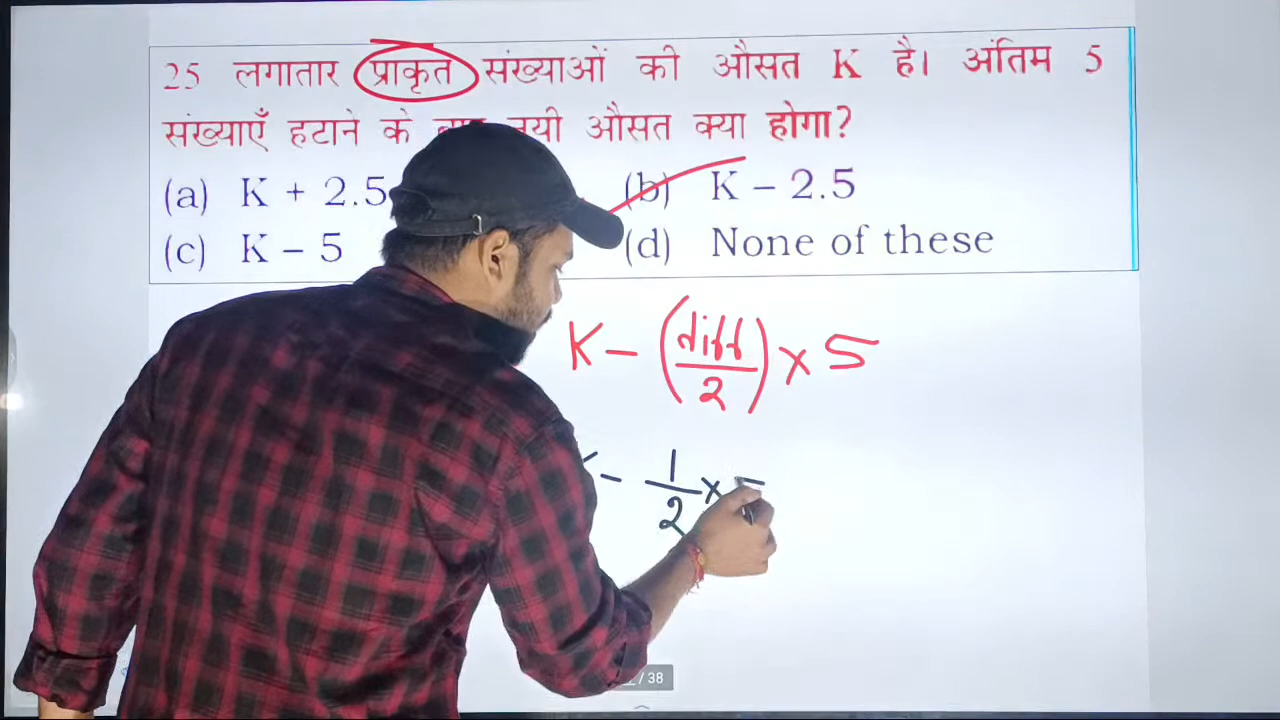 25 लगातार प्राकृत संख्याओं की औसत K है। अंतिम 5
संख्याएँ हटाने के नयी औसत क्या होगा?
(a) K + 2.5
(b) K – 2.5
(c) K – 5
(d) None of these
K – (diff/2) × 5
– 1/2 ×
/ 38